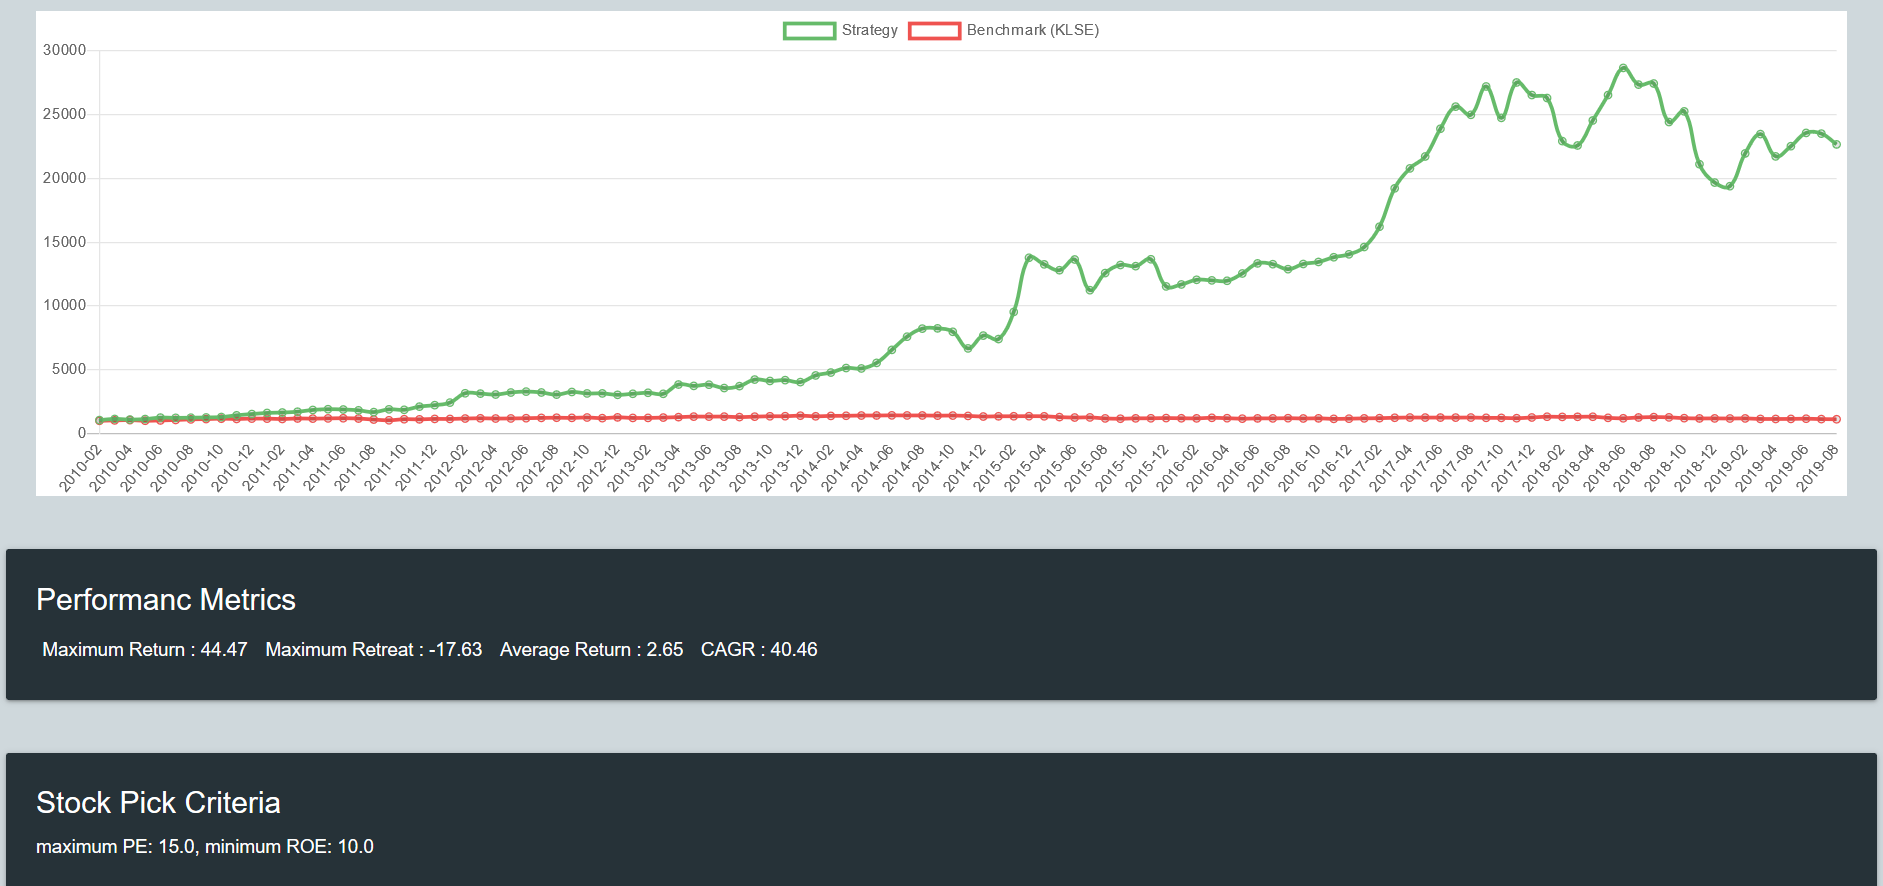 Strategy Benchmark (KLSE)
30000
25000
20000
15000
10000
5000
0
2010-02 2010-04 2010-06 2010-08 2010-10 2010-12 2011-02 2011-04 2011-06 2011-08 2011-10 2011-12 2012-02 2012-04 2012-06 2012-08 2012-10 2012-12 2013-02 2013-04 2013-06 2013-08 2013-10 2013-12 2014-02 2014-04 2014-06 2014-08 2014-10 2014-12 2015-02 2015-04 2015-06 2015-08 2015-10 2015-12 2016-02 2016-04 2016-06 2016-08 2016-10 2016-12 2017-02 2017-04 2017-06 2017-08 2017-10 2017-12 2018-02 2018-04 2018-06 2018-08 2018-10 2018-12 2019-02 2019-04 2019-06 2019-08
Performanc Metrics
Maximum Return : 44.47 Maximum Retreat : -17.63 Average Return : 2.65 CAGR : 40.46
Stock Pick Criteria
maximum PE: 15.0, minimum ROE: 10.0